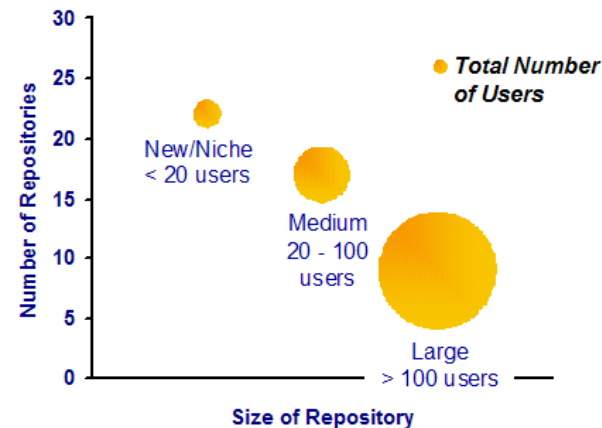 30
25
20
15
10
5
0
Number of Repositories
Total Number
of Users
New/Niche
< 20 users
Medium
20 - 100
users
Large
> 100 users
Size of Repository